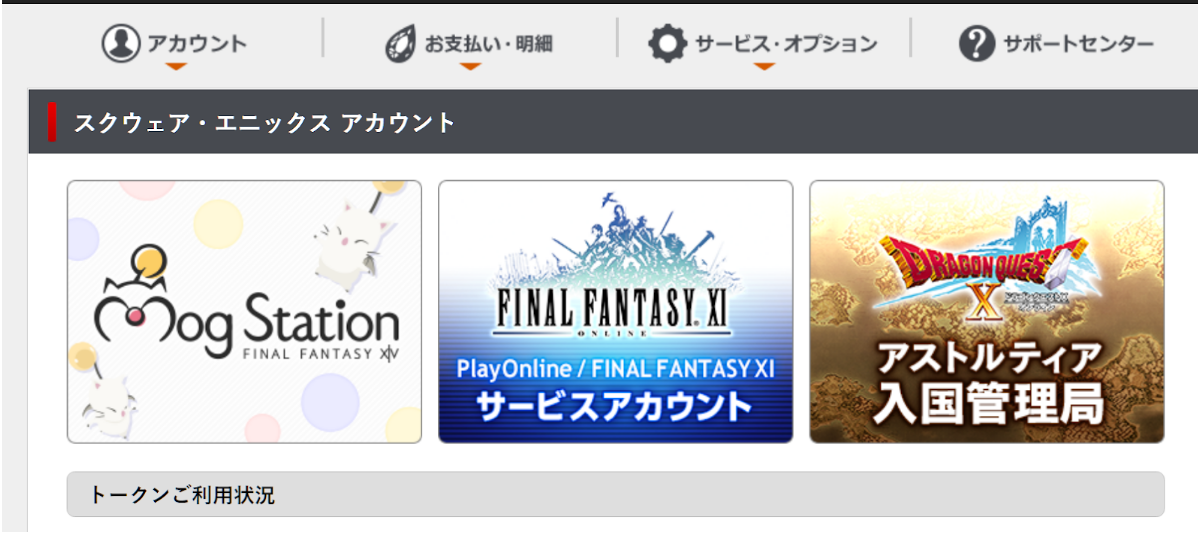 アカウント
お支払い・明細
サービス・オプション
サポートセンター
スクウェア・エニックス アカウント
Mog Station
FINAL FANTASY XIV
FINAL FANTASY XI
ONLINE
PlayOnline / FINAL FANTASY XI
サービスアカウント
DRAGON QUEST
X
アストルティア
入国管理局
トークンご利用状況